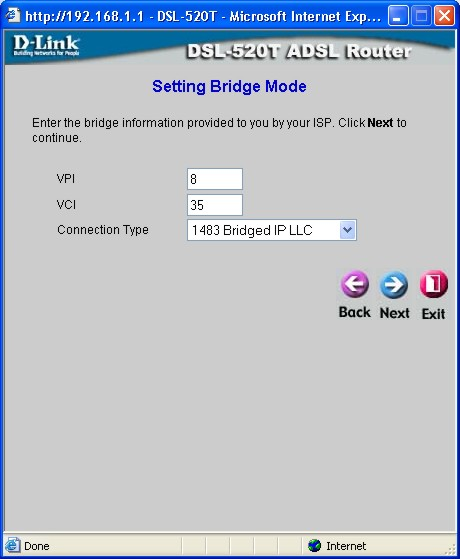 http://192.168.1.1 - DSL-520T - Microsoft Internet Exp...
D-Link
Building Networks for People
DSL-520T ADSL Router
Setting Bridge Mode
Enter the bridge information provided to you by your ISP. Click Next to
continue.
VPI 8
VCI 35
Connection Type 1483 Bridged IP LLC
Back Next Exit
Done Internet